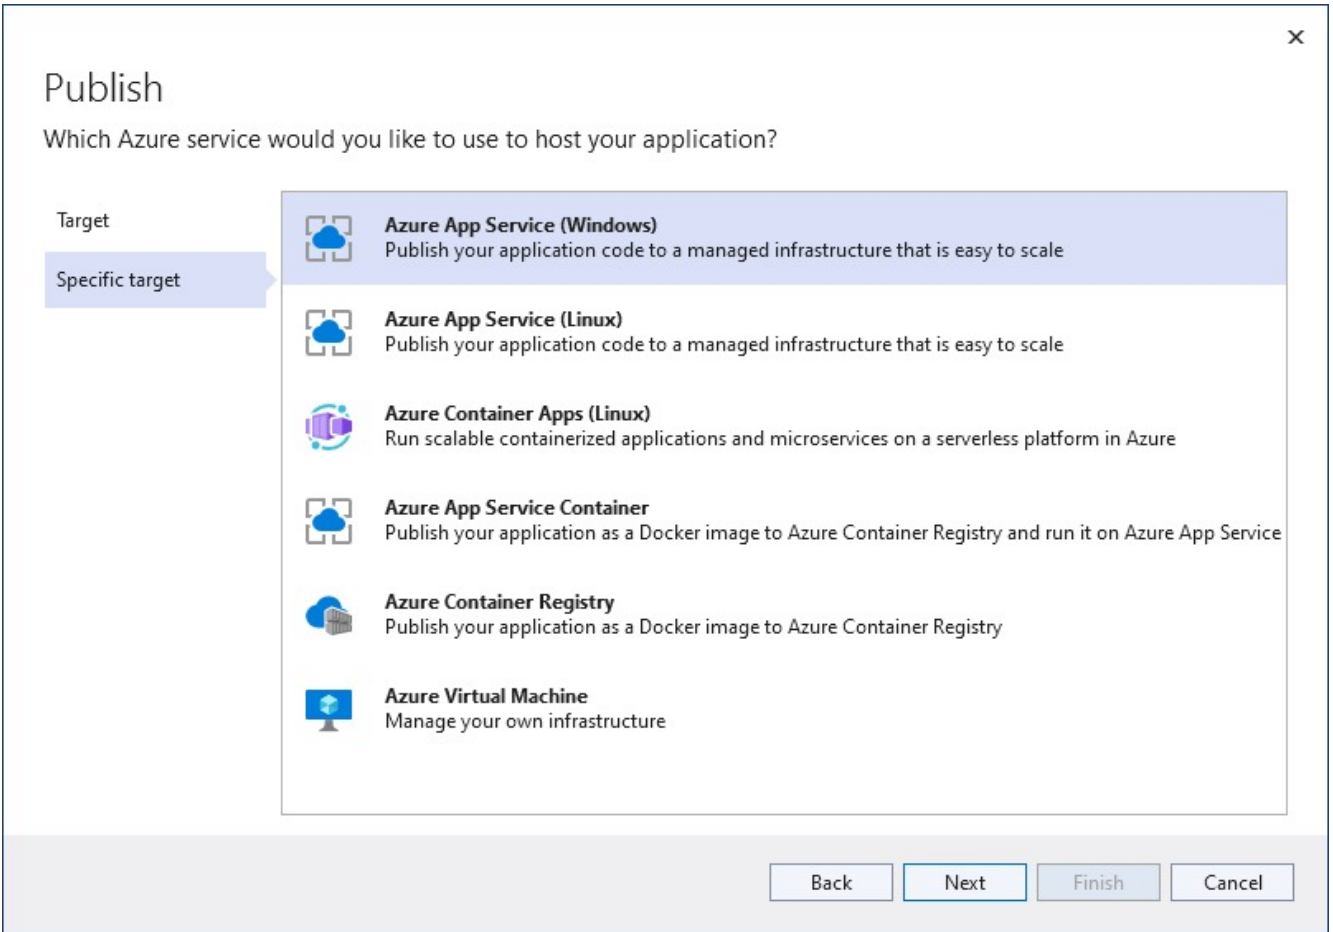 Publish
Which Azure service would you like to use to host your application?
Target
Specific target
Azure App Service (Windows)
Publish your application code to a managed infrastructure that is easy to scale
Azure App Service (Linux)
Publish your application code to a managed infrastructure that is easy to scale
Azure Container Apps (Linux)
Run scalable containerized applications and microservices on a serverless platform in Azure
Azure App Service Container
Publish your application as a Docker image to Azure Container Registry and run it on Azure App Service
Azure Container Registry
Publish your application as a Docker image to Azure Container Registry
Azure Virtual Machine
Manage your own infrastructure
Back Next Finish Cancel